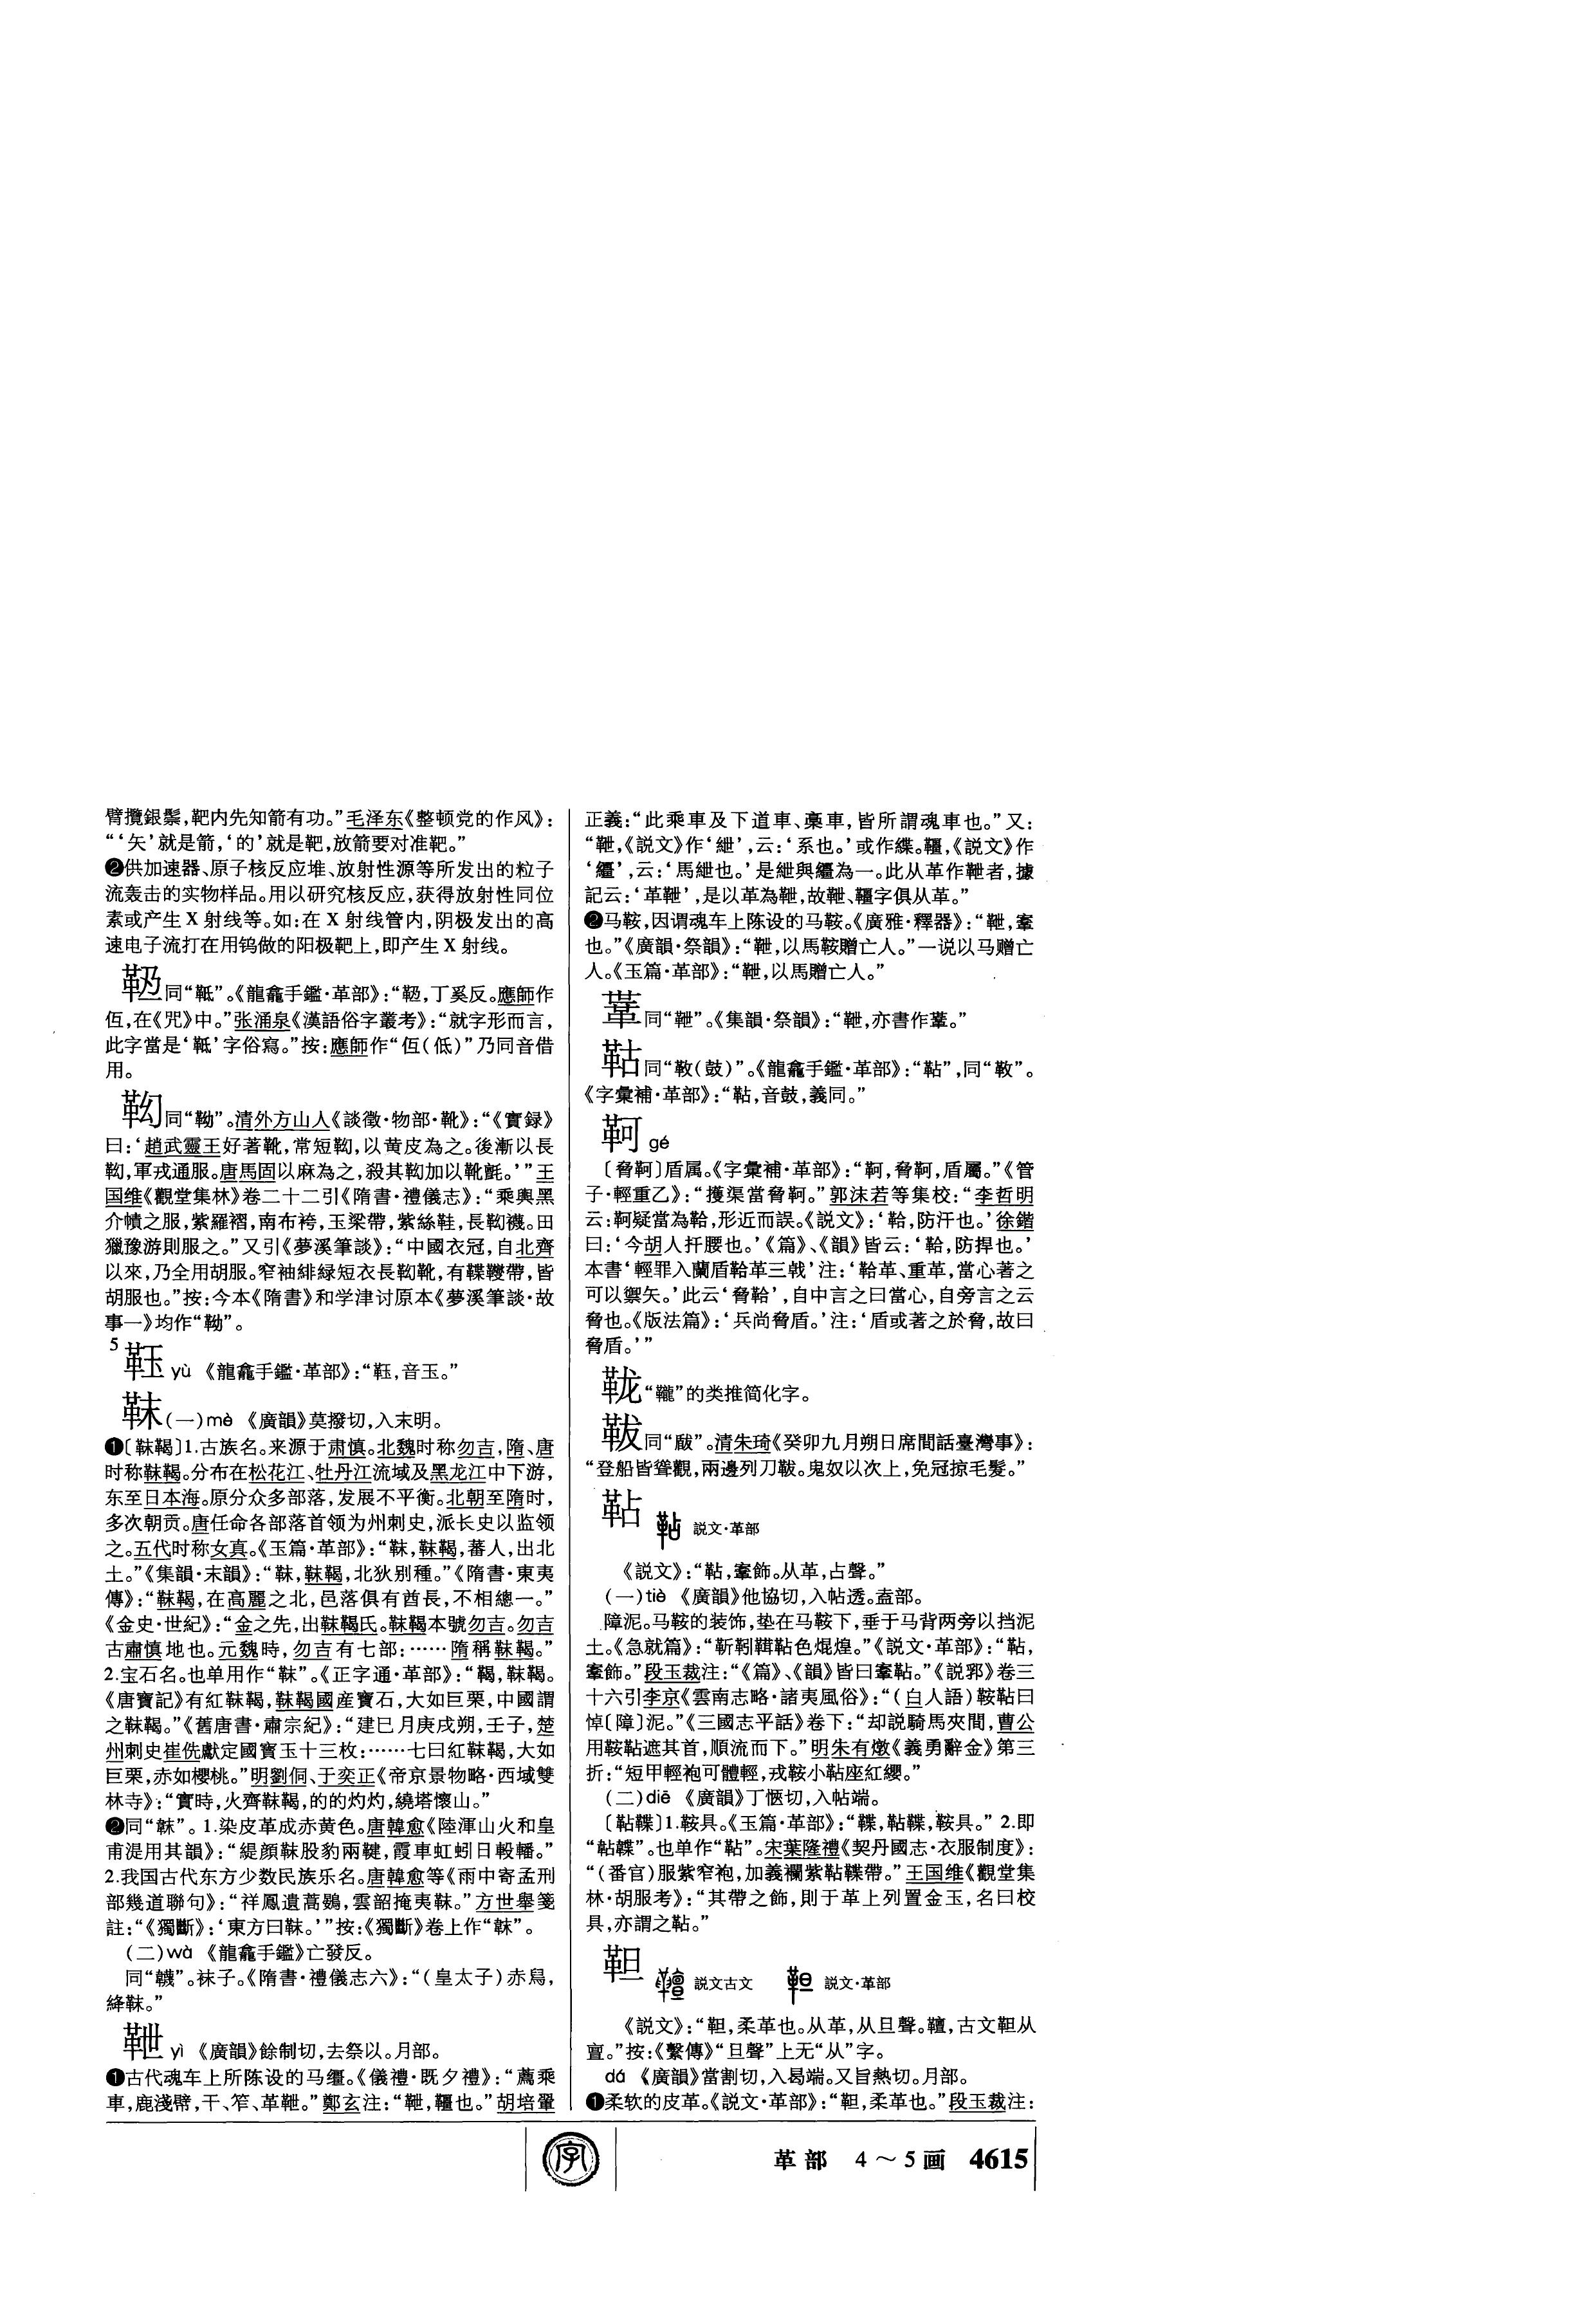 臂攬銀鬃，靶内先知箭有功。”毛泽东《整顿党的作风》：
“‘矢’就是箭，‘的’就是靶，放箭要对准靶。”
❷供加速器、原子核反应堆、放射性源等所发出的粒子
流轰击的实物样品。用以研究核反应，获得放射性同位
素或产生 X 射线等。如：在 X 射线管内，阴极发出的高
速电子流打在用钨做的阳极靶上，即产生 X 射线。
同“䩚”。《龍龕手鑑·革部》：“，丁奚反。應師作
仾，在《咒》中。”张涌泉《漢語俗字叢考》：“就字形而言，
此字當是‘䩚’字俗寫。”按：應師作“仾(低)”乃同音借
用。
同“靿”。清外方山人《談徵·物部·靴》：“《實録》
曰：‘趙武靈王好著靴，常短，以黄皮為之。後漸以長
，軍戎通服。唐馬固以麻為之，殺其加以靴氈。’”王
国维《觀堂集林》卷二十二引《隋書·禮儀志》：“乘輿黑
介幘之服，紫羅褶，南布袴，玉梁帶，紫絲鞋，長襪。田
獵豫游則服之。”又引《夢溪筆談》：“中國衣冠，自北齊
以來，乃全用胡服。窄袖緋緑短衣長靴，有鞢帶，皆
胡服也。”按：今本《隋書》和学津讨原本《夢溪筆談·故
事一》均作“靿”。
5
yù 《龍龕手鑑·革部》：“，音玉。”
靺(一)mè 《廣韻》莫撥切，入末明。
❶〔靺鞨〕1.古族名。来源于肃慎。北魏时称勿吉，隋、唐
时称靺鞨。分布在松花江、牡丹江流域及黑龙江中下游，
东至日本海。原分众多部落，发展不平衡。北朝至隋时，
多次朝贡。唐任命各部落首领为州刺史，派长史以监领
之。五代时称女真。《玉篇·革部》：“靺，靺鞨，蕃人，出北
土。”《集韻·末韻》：“靺，靺鞨，北狄别種。”《隋書·東夷
傳》：“靺鞨，在高麗之北，邑落俱有酋長，不相總一。”
《金史·世紀》：“金之先，出靺鞨氏。靺鞨本號勿吉。勿吉
古肅慎地也。元魏時，勿吉有七部：……隋稱靺鞨。”
2.宝石名。也单用作“靺”。《正字通·革部》：“鞨，靺鞨。
《唐寶記》有紅靺鞨，靺鞨國産寶石，大如巨栗，中國謂
之靺鞨。”《舊唐書·肅宗紀》：“建巳月庚戌朔，壬子，楚
州刺史崔侁獻定國寳玉十三枚：……七曰紅靺鞨，大如
巨栗，赤如櫻桃。”明劉侗、于奕正《帝京景物略·西域雙
林寺》：“實時，火齊靺鞨，的的灼灼，繞塔懷山。”
❷同“韎”。1.染皮革成赤黄色。唐韓愈《陸渾山火和皇
甫湜用其韻》：“緹顔靺股豹兩鞬，霞車虹蚓日轂轓。”
2.我国古代东方少数民族乐名。唐韓愈等《雨中寄孟刑
部幾道聯句》：“祥鳳遺蒿鷃，雲韶掩夷靺。”方世舉箋
註：“《獨斷》：‘東方曰靺。’”按：《獨斷》卷上作“韎”。
(二)wà 《龍龕手鑑》亡發反。
同“韈”。袜子。《隋書·禮儀志六》：“(皇太子)赤舄，
絳靺。”
靾 yì 《廣韻》餘制切，去祭以。月部。
❶古代魂车上所陈设的马缰。《儀禮·既夕禮》：“薦乘
車，鹿淺幦，干、笮、革靾。”鄭玄注：“靾，韁也。”胡培翬
正義：“此乘車及下道車、槀車，皆所謂魂車也。”又：
“靾，《説文》作‘紲’，云：‘系也。’或作緤。韁，《説文》作
‘繮’，云：‘馬紲也。’是紲與繮為一。此从革作靾者，據
記云：‘革靾’，是以革為靾，故靾、韁字俱从革。”
❷马鞍，因谓魂车上陈设的马鞍。《廣雅·釋器》：“靾，鞌
也。”《廣韻·祭韻》：“靾，以馬鞍贈亡人。”一说以马赠亡
人。《玉篇·革部》：“靾，以馬贈亡人。”
同“靾”。《集韻·祭韻》：“靾，亦書作。”
䩩同“䩦(鼓)”。《龍龕手鑑·革部》：“”，同“”。
《字彙補·革部》：“，音鼓，義同。”
gé
〔脅〕盾属。《字彙補·革部》：“，脅，盾屬。”《管
子·輕重乙》：“擭渠當脅。”郭沫若等集校：“李哲明
云：疑當為鞈，形近而誤。《説文》：‘鞈，防汗也。’徐鍇
曰：‘今胡人扞腰也。’《篇》、《韻》皆云：‘鞈，防捍也。’
本書‘輕罪入蘭盾鞈革三戟’注：‘鞈革、重革，當心著之
可以禦矢。’此云‘脅鞈’，自中言之曰當心，自旁言之云
脅也。《版法篇》：‘兵尚脅盾。’注：‘盾或著之於脅，故曰
脅盾。’”
“鞴”的类推简化字。
同“瞂”。清朱琦《癸卯九月朔日席間話臺灣事》：
“登船皆聳觀，兩邊列刀。鬼奴以次上，免冠掠毛髮。”
䩞 説文·革部
《説文》：“䩞，鞌飾。从革，占聲。”
(一)tiè 《廣韻》他協切，入帖透。盍部。
障泥。马鞍的装饰，垫在马鞍下，垂于马背两旁以挡泥
土。《急就篇》：“靳靷鞊色焜煌。”《説文·革部》：“䩞，
鞌飾。”段玉裁注：“《篇》、《韻》皆曰鞌䩞。”《説郛》卷三
十六引李京《雲南志略·諸夷風俗》：“(白人語)鞍䩞曰
悼〔障〕泥。”《三國志平話》卷下：“却説騎馬夾間，曹公
用鞍䩞遮其首，順流而下。”明朱有燉《義勇辭金》第三
折：“短甲輕袍可體輕，戎鞍小䩞座紅纓。”
(二)diē 《廣韻》丁愜切，入帖端。
〔䩞鞢〕1.鞍具。《玉篇·革部》：“鞢，䩞鞢，鞍具。” 2.即
“鞢”。也单作“䩞”。宋葉隆禮《契丹國志·衣服制度》：
“(番官)服紫窄袍，加義襴紫䩞鞢帶。”王国维《觀堂集
林·胡服考》：“其帶之飾，則于革上列置金玉，名曰校
具，亦謂之䩞。”
靼 説文古文 説文·革部
《説文》：“靼，柔革也。从革，从旦聲。䡀，古文靼从
亶。”按：《繫傳》“旦聲”上无“从”字。
dá 《廣韻》當割切，入曷端。又旨熱切。月部。
❶柔软的皮革。《説文·革部》：“靼，柔革也。”段玉裁注：
字
革部 4～5画 4615